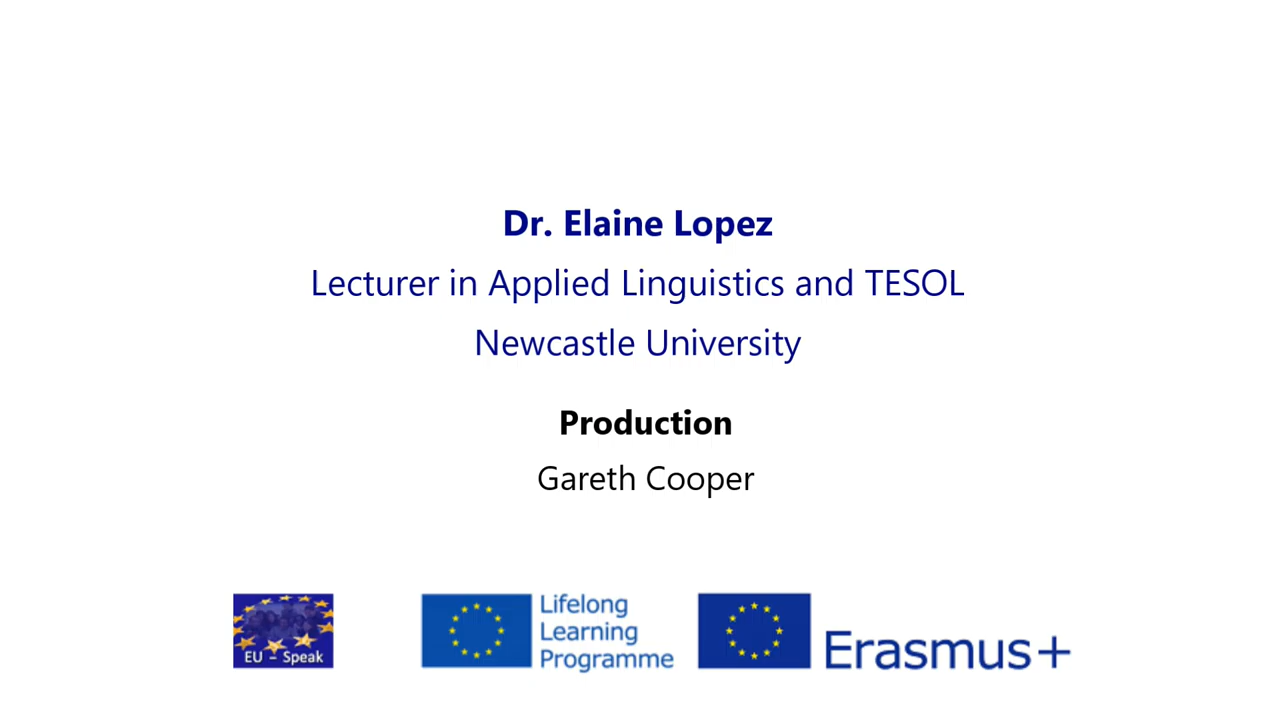 Dr. Elaine Lopez
Lecturer in Applied Linguistics and TESOL
Newcastle University
Production
Gareth Cooper
EU – Speak
Lifelong
Learning
Programme
Erasmus+